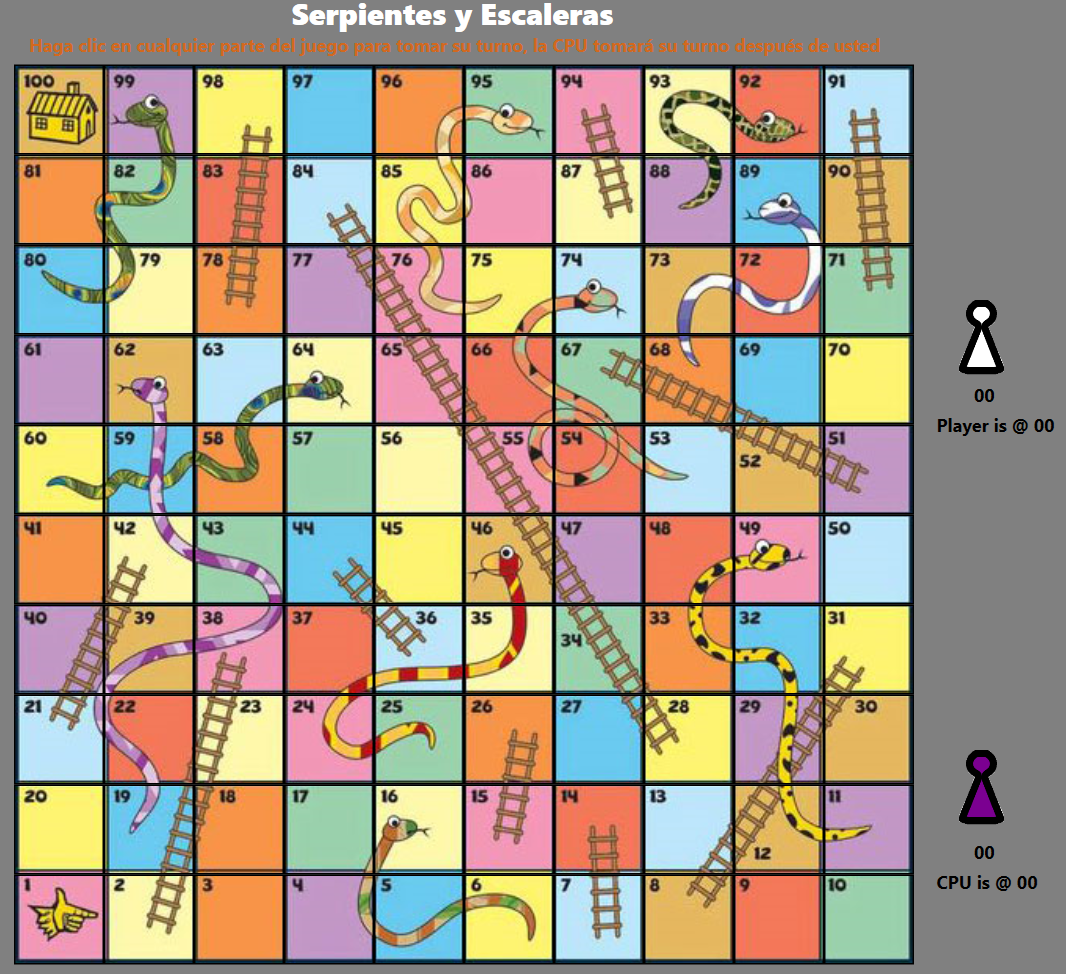 Serpientes y Escaleras
Haga clic en cualquier parte del juego para tomar su turno, la CPU tomará su turno después de usted
100 99 98 97 96 95 94 93 92 91
81 82 83 84 85 86 87 88 89 90
80 79 78 77 76 75 74 73 72 71
61 62 63 64 65 66 67 68 69 70
60 59 58 57 56 55 54 53 52 51
41 42 43 44 45 46 47 48 49 50
40 39 38 37 36 35 34 33 32 31
21 22 23 24 25 26 27 28 29 30
20 19 18 17 16 15 14 13 12 11
1 2 3 4 5 6 7 8 9 10
00
Player is @ 00
00
CPU is @ 00